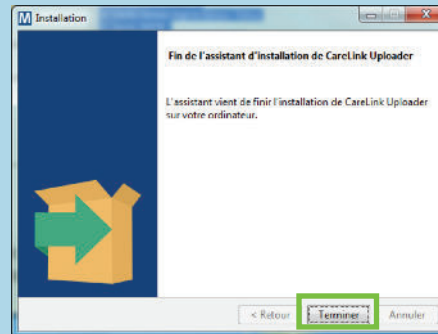 M Installation
Fin de l'assistant d'installation de CareLink Uploader
L'assistant vient de finir l'installation de CareLink Uploader
sur votre ordinateur.
< Retour Terminer Annuler